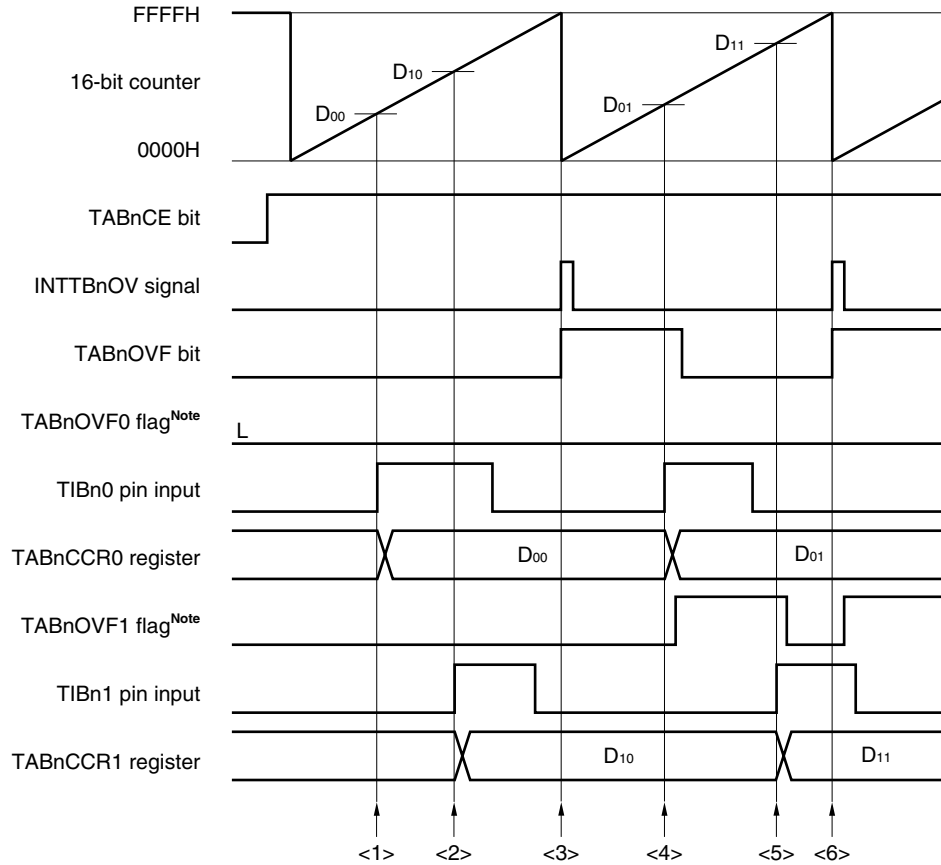 FFFFH
D11
D10
16-bit counter
D00
D01
0000H
TABnCE bit
INTTBnOV signal
TABnOVF bit
TABnOVF0 flagNote
L
TIBn0 pin input
TABnCCR0 register
D00
D01
TABnOVF1 flagNote
TIBn1 pin input
TABnCCR1 register
D10
D11
<1> <2> <3> <4> <5> <6>